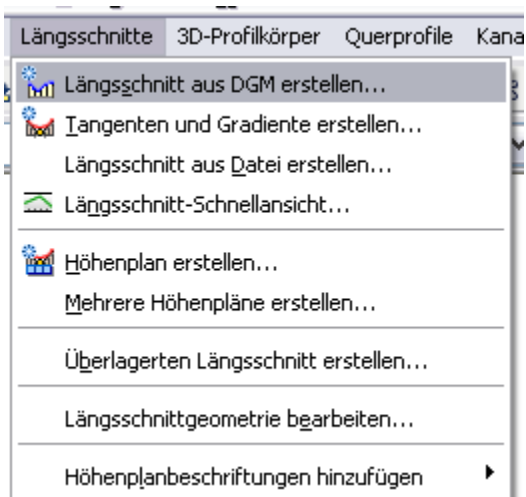 Längsschnitte 3D-Profilkörper Querprofile Kana
Längsschnitt aus DGM erstellen...
Tangenten und Gradiente erstellen...
Längsschnitt aus Datei erstellen...
Längsschnitt-Schnellansicht...
Höhenplan erstellen...
Mehrere Höhenpläne erstellen...
Überlagerten Längsschnitt erstellen...
Längsschnittgeometrie bearbeiten...
Höhenplanbeschriftungen hinzufügen